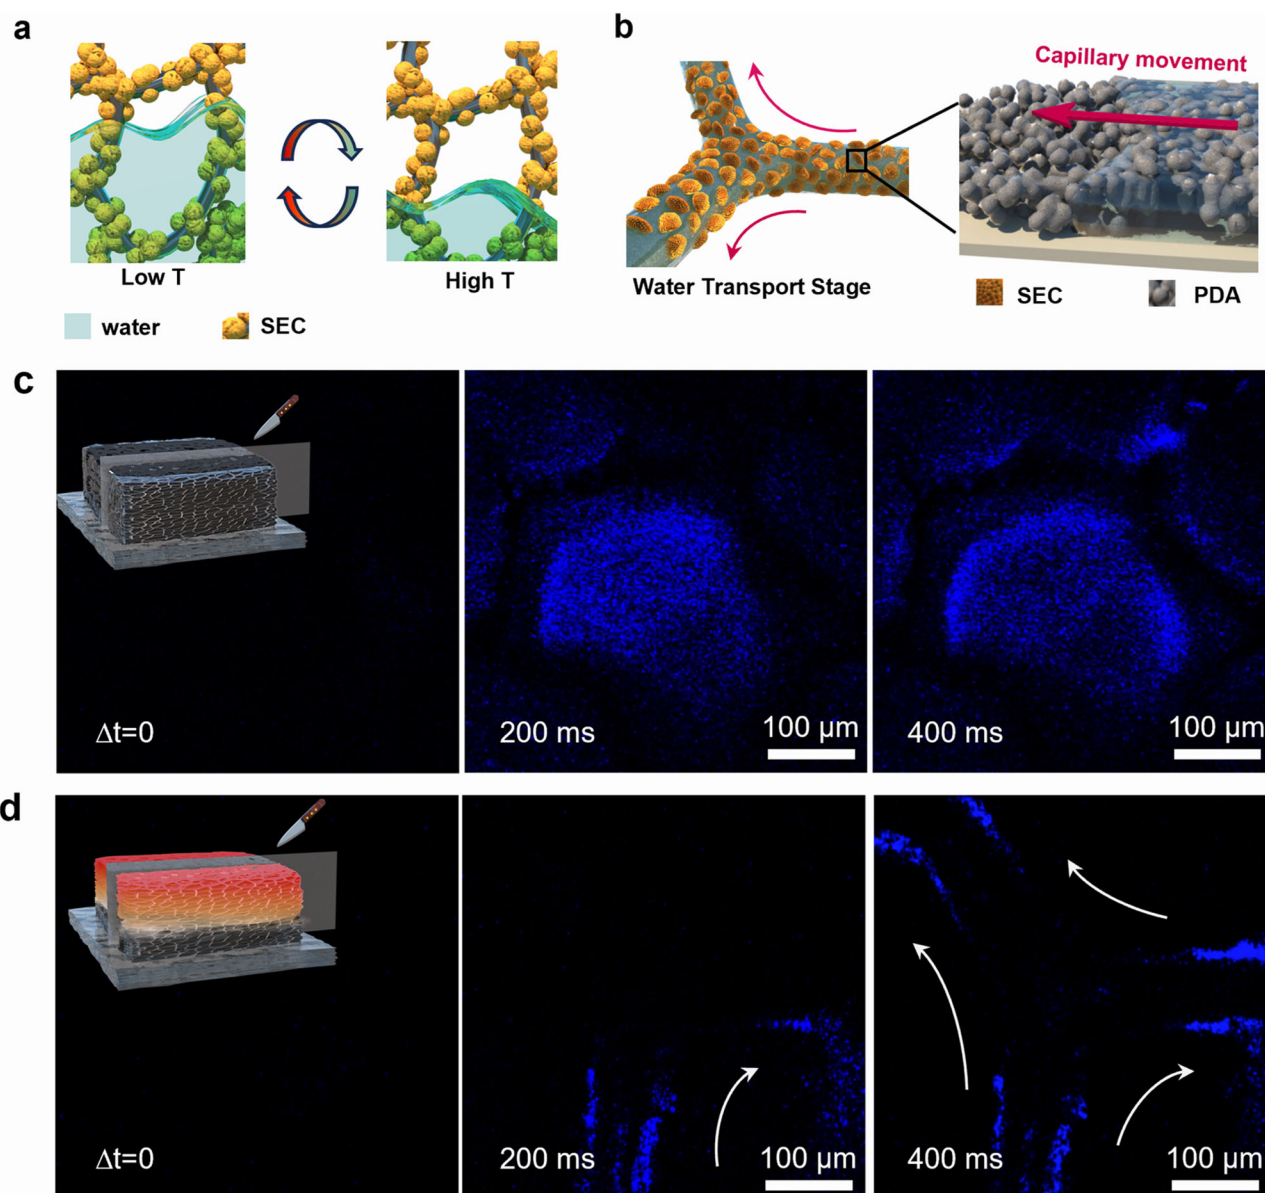 a
Low T
High T
water
SEC
b
Capillary movement
Water Transport Stage
SEC
PDA
c
Δt=0
200 ms
100 µm
400 ms
100 µm
d
Δt=0
200 ms
100 µm
400 ms
100 µm